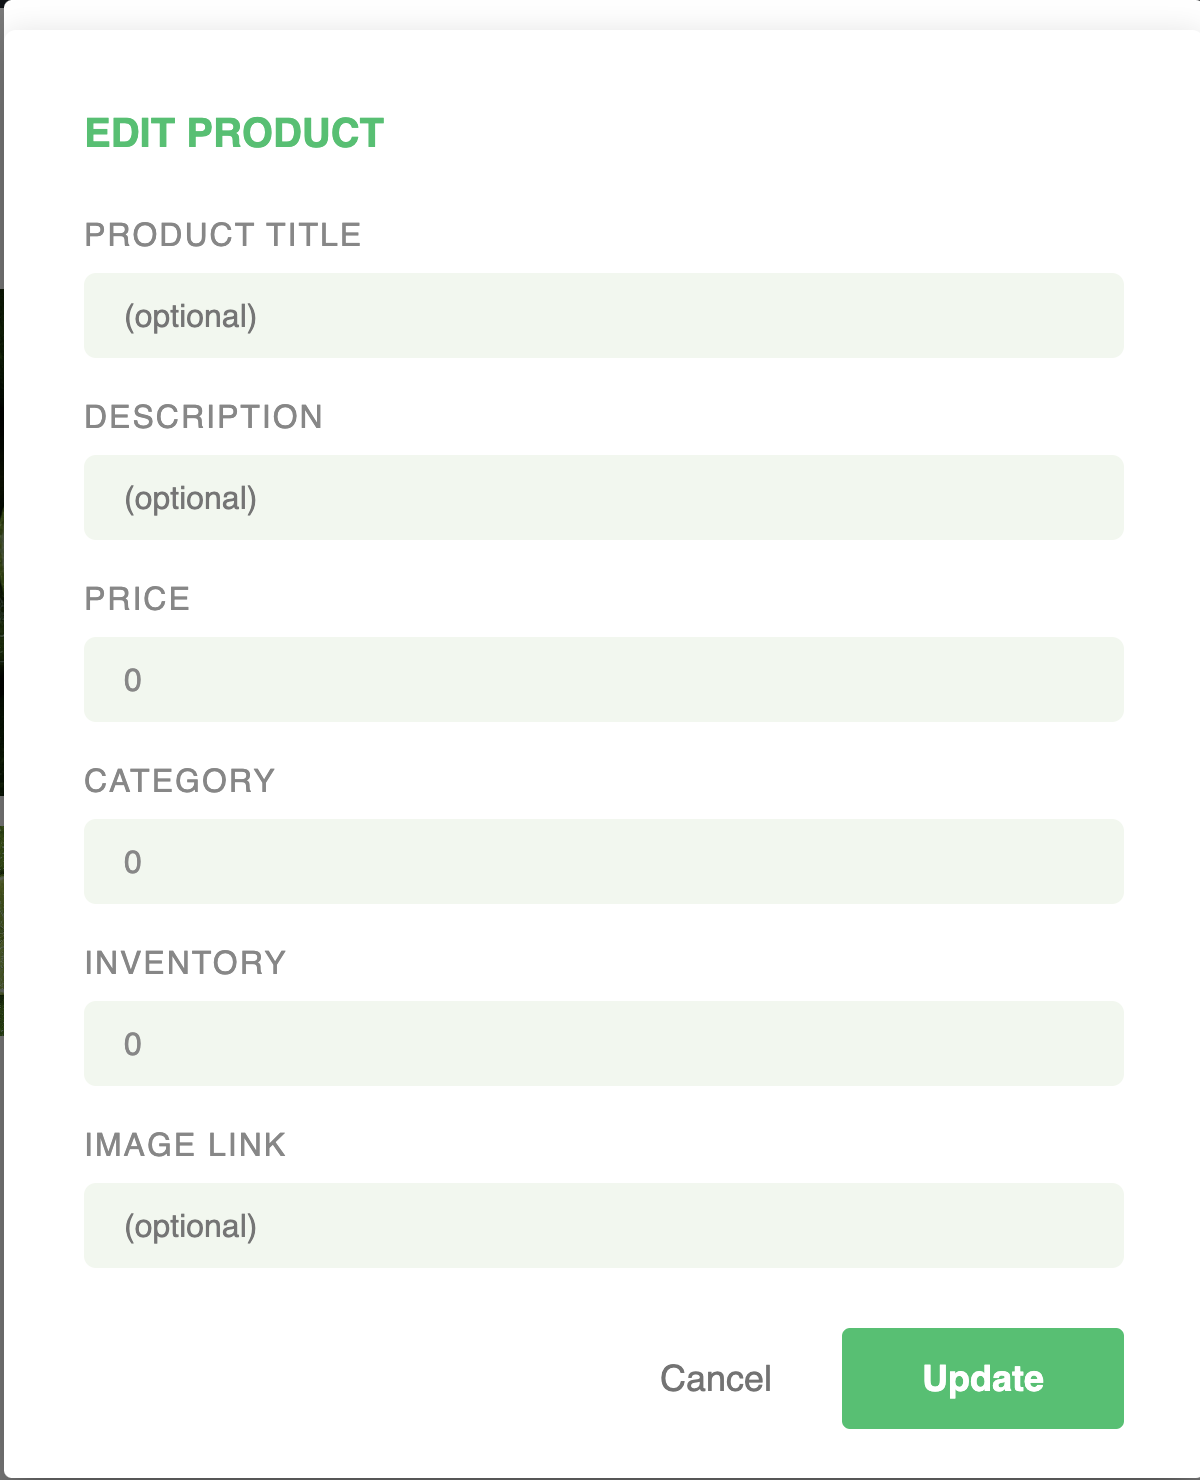 EDIT PRODUCT
PRODUCT TITLE
(optional)
DESCRIPTION
(optional)
PRICE
0
CATEGORY
0
INVENTORY
0
IMAGE LINK
(optional)
Cancel Update